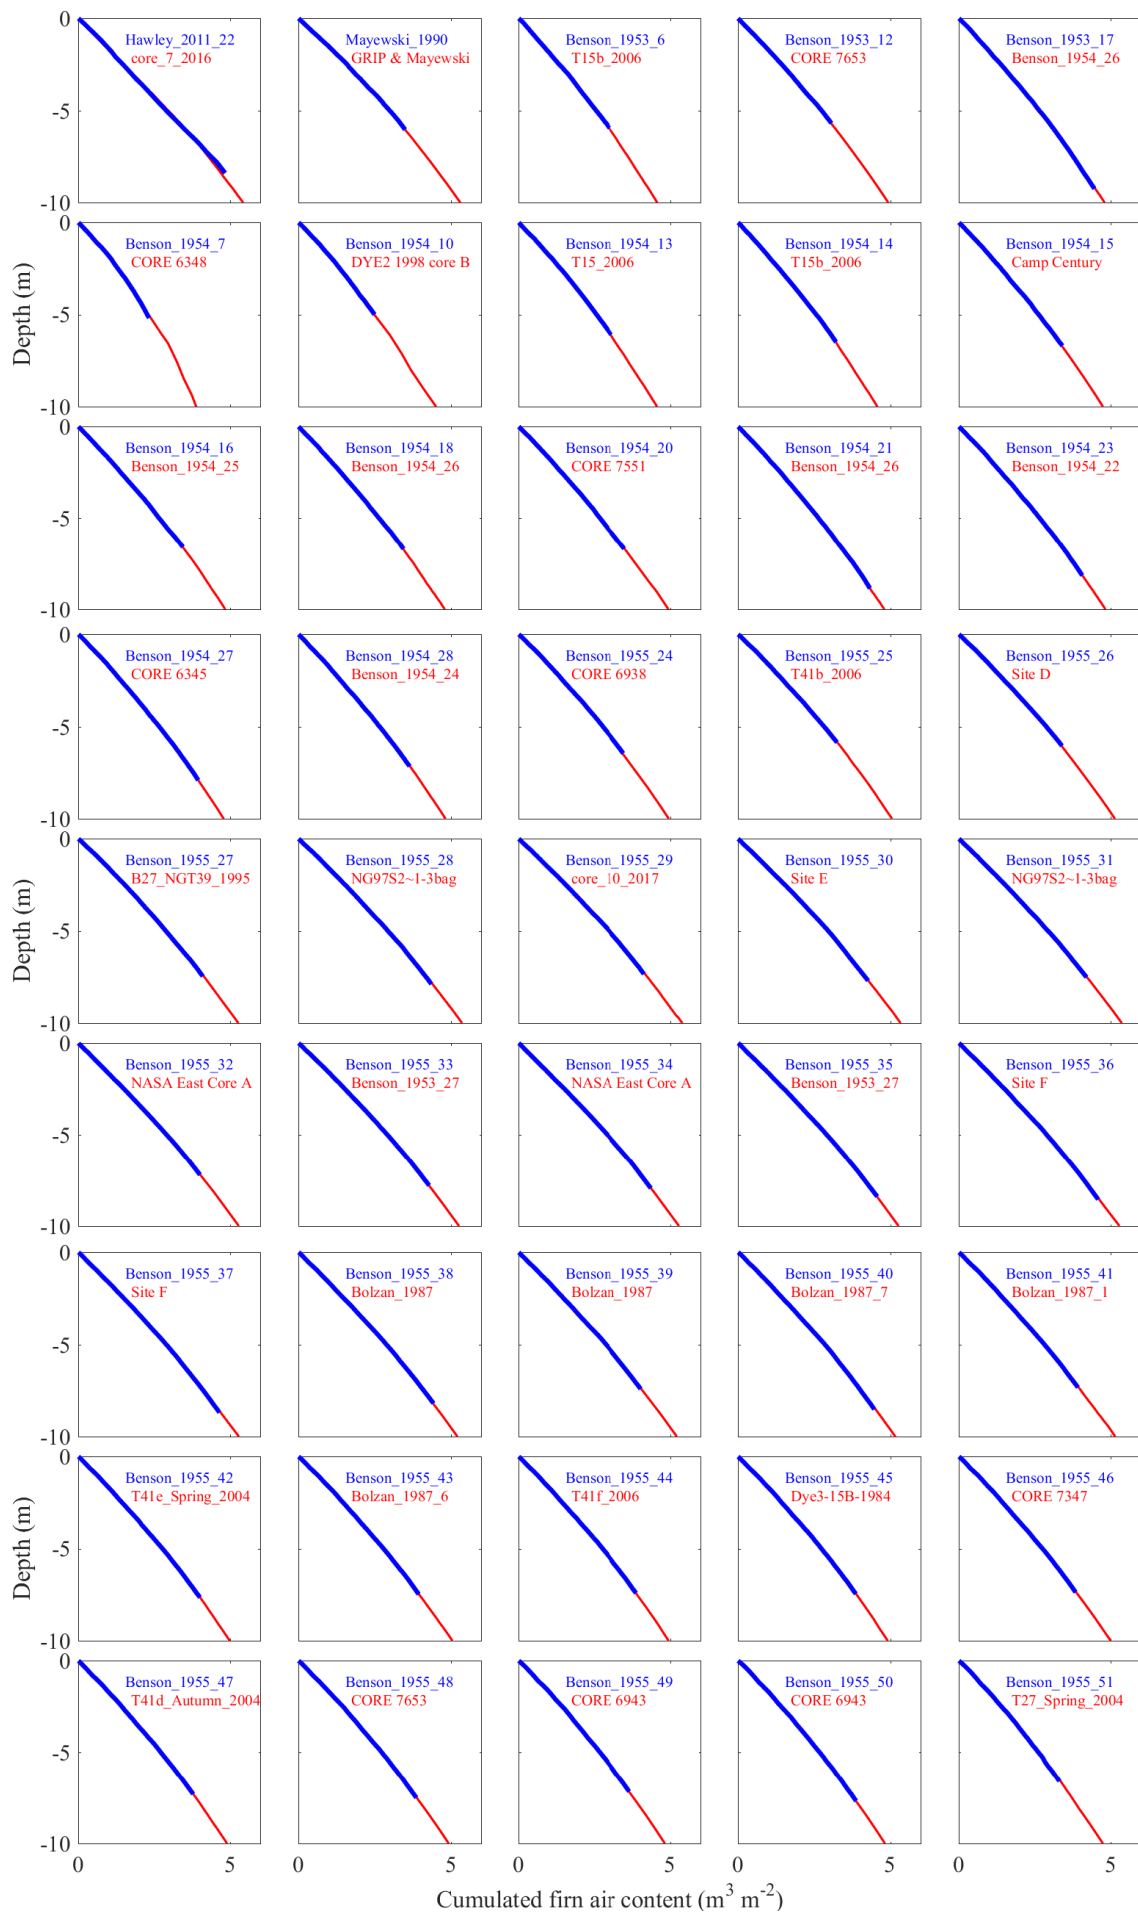 0
Hawley_2011_22
core_7_2016
Mayewski_1990
GRIP & Mayewski
Benson_1953_6
T15b_2006
Benson_1953_12
CORE 7653
Benson_1953_17
Benson_1954_26
-5
-10
0
Benson_1954_7
CORE 6348
Benson_1954_10
DYE2 1998 core B
Benson_1954_13
T15_2006
Benson_1954_14
T15b_2006
Benson_1954_15
Camp Century
Depth (m)
-5
-10
0
Benson_1954_16
Benson_1954_25
Benson_1954_18
Benson_1954_26
Benson_1954_20
CORE 7551
Benson_1954_21
Benson_1954_26
Benson_1954_23
Benson_1954_22
-5
-10
0
Benson_1954_27
CORE 6345
Benson_1954_28
Benson_1954_24
Benson_1955_24
CORE 6938
Benson_1955_25
T41b_2006
Benson_1955_26
Site D
-5
-10
0
Benson_1955_27
B27_NGT39_1995
Benson_1955_28
NG97S2~1-3bag
Benson_1955_29
core_10_2017
Benson_1955_30
Site E
Benson_1955_31
NG97S2~1-3bag
Depth (m)
-5
-10
0
Benson_1955_32
NASA East Core A
Benson_1955_33
Benson_1953_27
Benson_1955_34
NASA East Core A
Benson_1955_35
Benson_1953_27
Benson_1955_36
Site F
-5
-10
0
Benson_1955_37
Site F
Benson_1955_38
Bolzan_1987
Benson_1955_39
Bolzan_1987
Benson_1955_40
Bolzan_1987_7
Benson_1955_41
Bolzan_1987_1
-5
-10
0
Benson_1955_42
T41e_Spring_2004
Benson_1955_43
Bolzan_1987_6
Benson_1955_44
T41f_2006
Benson_1955_45
Dye3-15B-1984
Benson_1955_46
CORE 7347
Depth (m)
-5
-10
0
Benson_1955_47
T41d_Autumn_2004
Benson_1955_48
CORE 7653
Benson_1955_49
CORE 6943
Benson_1955_50
CORE 6943
Benson_1955_51
T27_Spring_2004
-5
-10
0 5 0 5 0 5 0 5 0 5
Cumulated firn air content (m³ m⁻²)